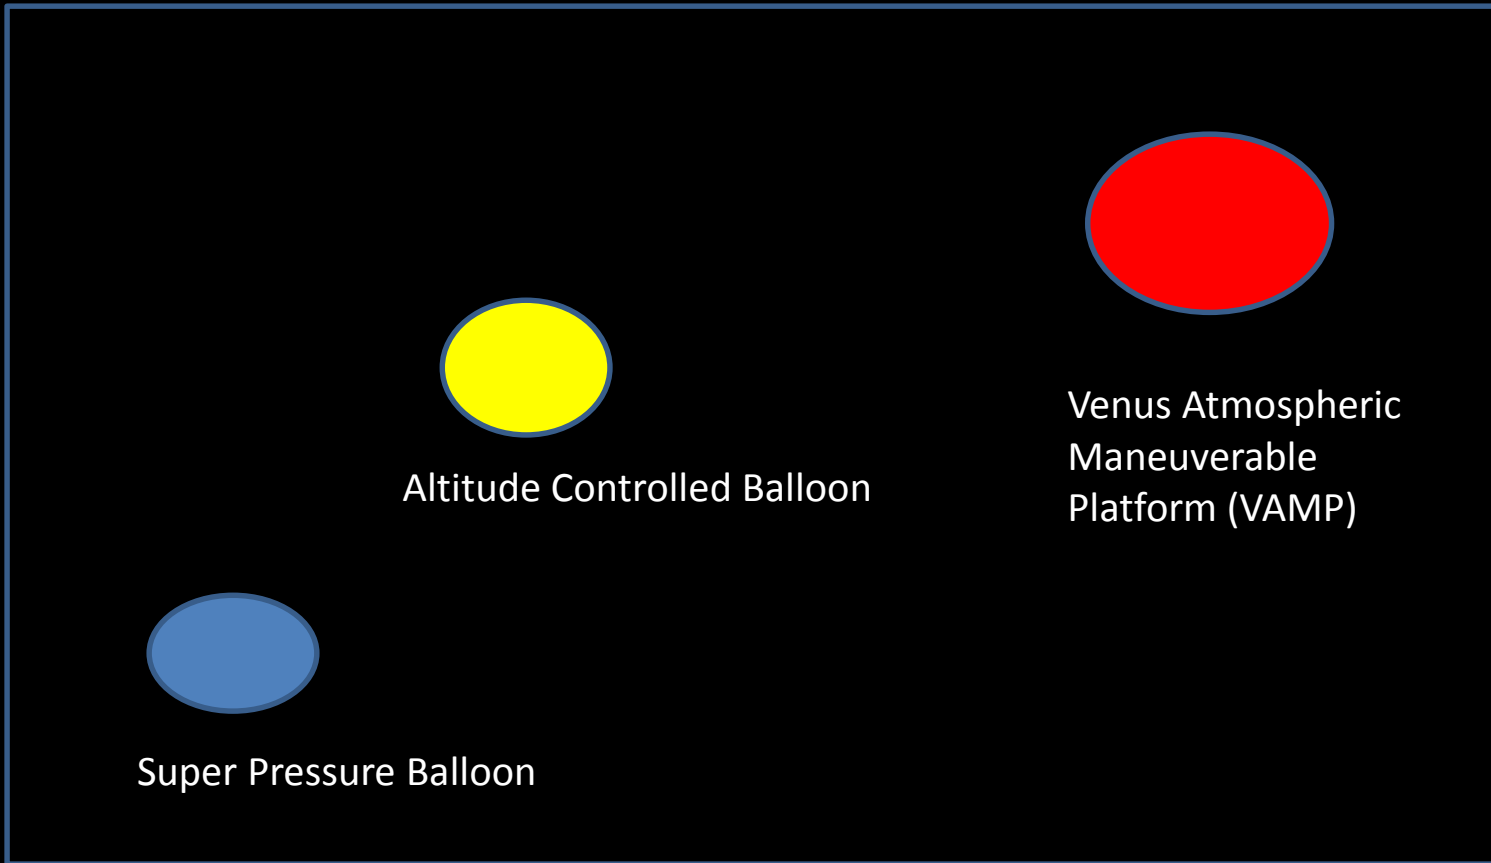 Venus Atmospheric
Maneuverable
Platform (VAMP)
Altitude Controlled Balloon
Super Pressure Balloon